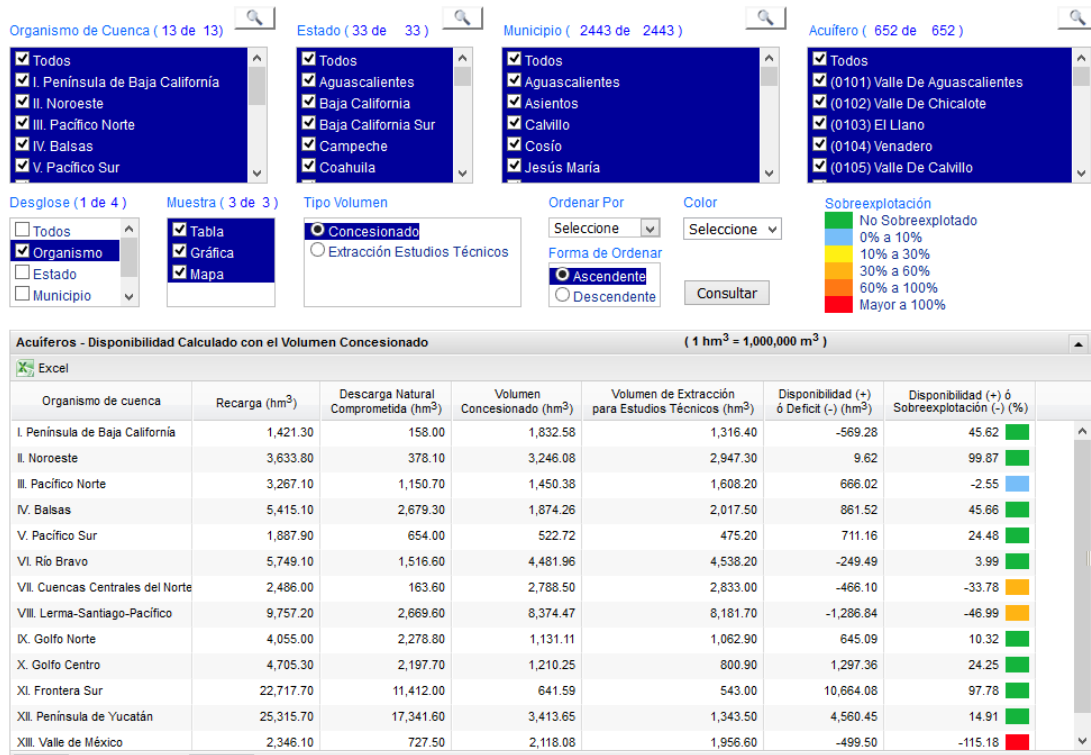 Organismo de Cuenca ( 13 de 13)
Todos
I. Península de Baja Californía
II. Noroeste
III. Pacífico Norte
IV. Balsas
V. Pacífico Sur
Estado ( 33 de 33 )
Todos
Aguascalientes
Baja California
Baja California Sur
Campeche
Coahuila
Municipio ( 2443 de 2443 )
Todos
Aguascalientes
Asientos
Calvillo
Cosío
Jesús María
Acuífero ( 652 de 652 )
Todos
(0101) Valle De Aguascalientes
(0102) Valle De Chicalote
(0103) El Llano
(0104) Venadero
(0105) Valle De Calvillo
Desglose ( 1 de 4 )
Todos
Organismo
Estado
Municipio
Muestra ( 3 de 3 )
Tabla
Gráfica
Mapa
Tipo Volumen
Concesionado
Extracción Estudios Técnicos
Ordenar Por
Seleccione
Forma de Ordenar
Ascendente
Descendente
Color
Seleccione
Consultar
Sobreexplotación
No Sobreexplotado
0% a 10%
10% a 30%
30% a 60%
60% a 100%
Mayor a 100%
Acuíferos - Disponibilidad Calculado con el Volumen Concesionado ( 1 hm³ = 1,000,000 m³ )
Excel
Organismo de cuenca Recarga (hm³) Descarga Natural Comprometida (hm³) Volumen Concesionado (hm³) Volumen de Extracción para Estudios Técnicos (hm³) Disponibilidad (+) ó Deficit (-) (hm³) Disponibilidad (+) ó Sobreexplotación (-) (%)
I. Península de Baja Californía 1,421.30 158.00 1,832.58 1,316.40 -569.28 45.62
II. Noroeste 3,633.80 378.10 3,246.08 2,947.30 9.62 99.87
III. Pacífico Norte 3,267.10 1,150.70 1,450.38 1,608.20 666.02 -2.55
IV. Balsas 5,415.10 2,679.30 1,874.26 2,017.50 861.52 45.66
V. Pacífico Sur 1,887.90 654.00 522.72 475.20 711.16 24.48
VI. Río Bravo 5,749.10 1,516.60 4,481.96 4,538.20 -249.49 3.99
VII. Cuencas Centrales del Norte 2,486.00 163.60 2,788.50 2,833.00 -466.10 -33.78
VIII. Lerma-Santiago-Pacífico 9,757.20 2,669.60 8,374.47 8,181.70 -1,286.84 -46.99
IX. Golfo Norte 4,055.00 2,278.80 1,131.11 1,062.90 645.09 10.32
X. Golfo Centro 4,705.30 2,197.70 1,210.25 800.90 1,297.36 24.25
XI. Frontera Sur 22,717.70 11,412.00 641.59 543.00 10,664.08 97.78
XII. Península de Yucatán 25,315.70 17,341.60 3,413.65 1,343.50 4,560.45 14.91
XIII. Valle de México 2,346.10 727.50 2,118.08 1,956.60 -499.50 -115.18